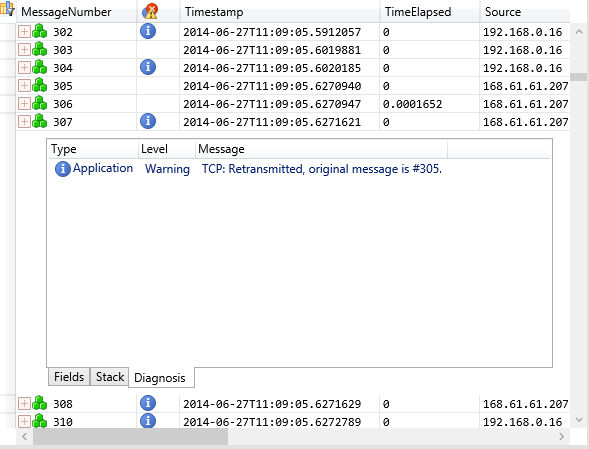 MessageNumber Timestamp TimeElapsed Source
302 2014-06-27T11:09:05.5912057 0 192.168.0.16
303 2014-06-27T11:09:05.6019881 0 192.168.0.16
304 2014-06-27T11:09:05.6020185 0 192.168.0.16
305 2014-06-27T11:09:05.6270940 0 168.61.61.207
306 2014-06-27T11:09:05.6270947 0.0001652 168.61.61.207
307 2014-06-27T11:09:05.6271621 0 168.61.61.207
Type Level Message
Application Warning TCP: Retransmitted, original message is #305.
Fields Stack Diagnosis
308 2014-06-27T11:09:05.6271629 0 168.61.61.207
310 2014-06-27T11:09:05.6272789 0 192.168.0.16